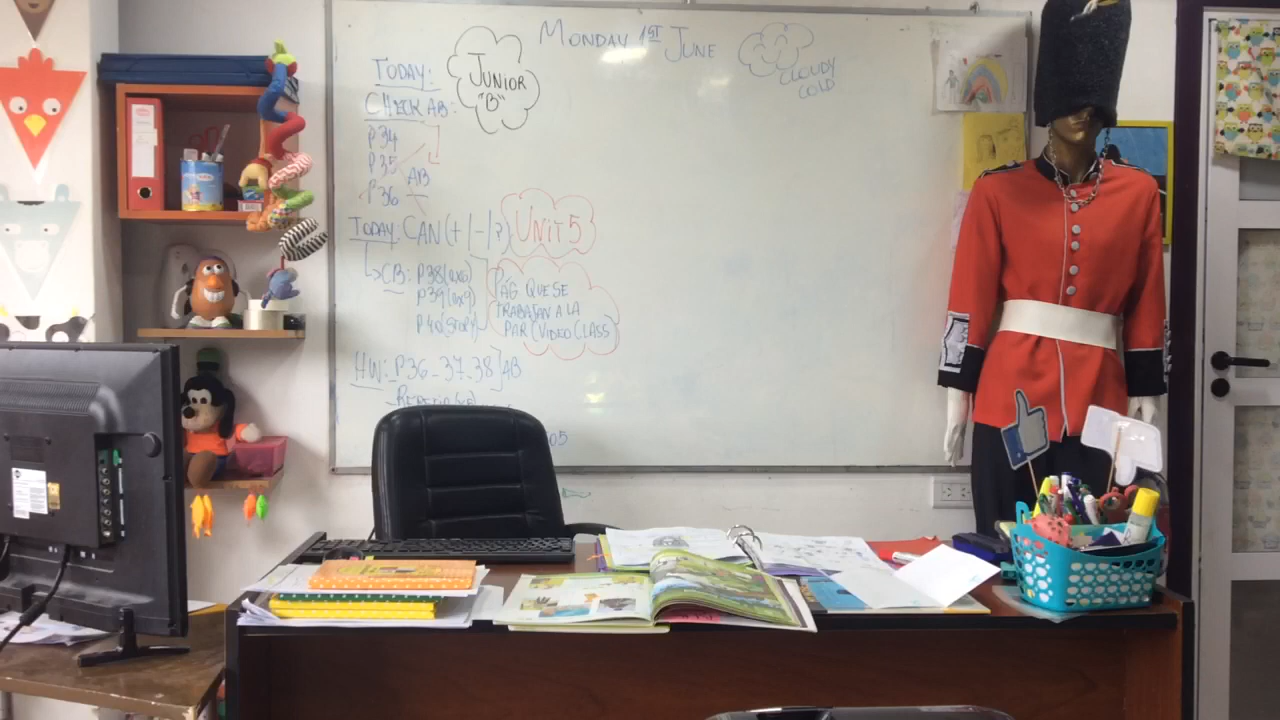 MONDAY 1ST JUNE
CLOUDY
COLD
JUNIOR
"B"
TODAY:
CHECK AB:
P34
P35
P36 AB
TODAY: CAN (+|-|?)
UNIT 5
CB: P38
P39
P40 (STORY)
PÁG QUE SE
TRABAJAN A LA
PAR (VIDEO CLASS)
HW: P36-37-38] AB